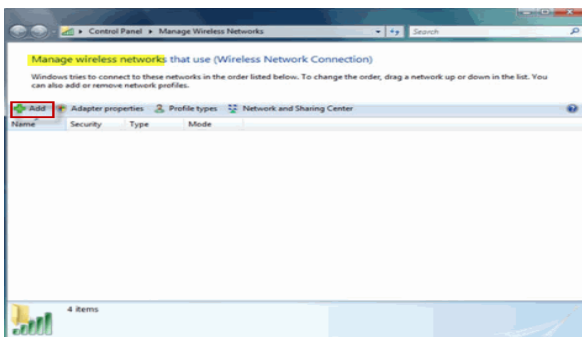 Control Panel ▸ Manage Wireless Networks
Search
Manage wireless networks that use (Wireless Network Connection)
Windows tries to connect to these networks in the order listed below. To change the order, drag a network up or down in the list. You
can also add or remove network profiles.
Add Adapter properties Profile types Network and Sharing Center
Name Security Type Mode
4 items